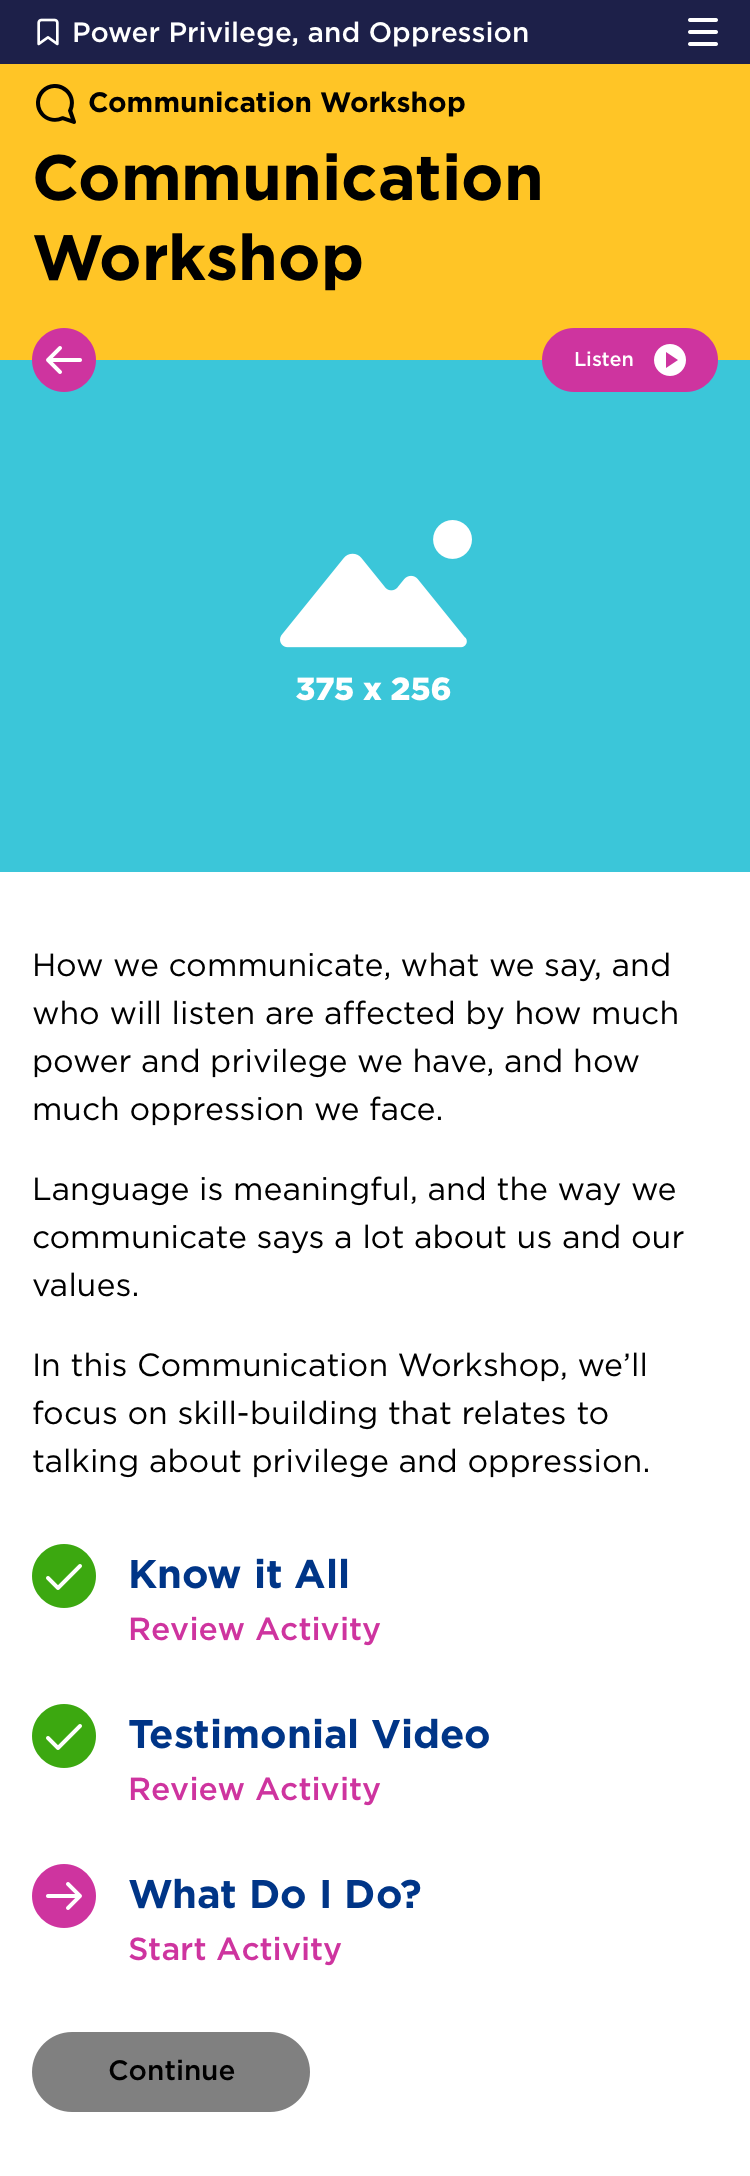 Power Privilege, and Oppression
Communication Workshop
Communication
Workshop
Listen
375 x 256
How we communicate, what we say, and
who will listen are affected by how much
power and privilege we have, and how
much oppression we face.
Language is meaningful, and the way we
communicate says a lot about us and our
values.
In this Communication Workshop, we’ll
focus on skill-building that relates to
talking about privilege and oppression.
Know it All
Review Activity
Testimonial Video
Review Activity
What Do I Do?
Start Activity
Continue